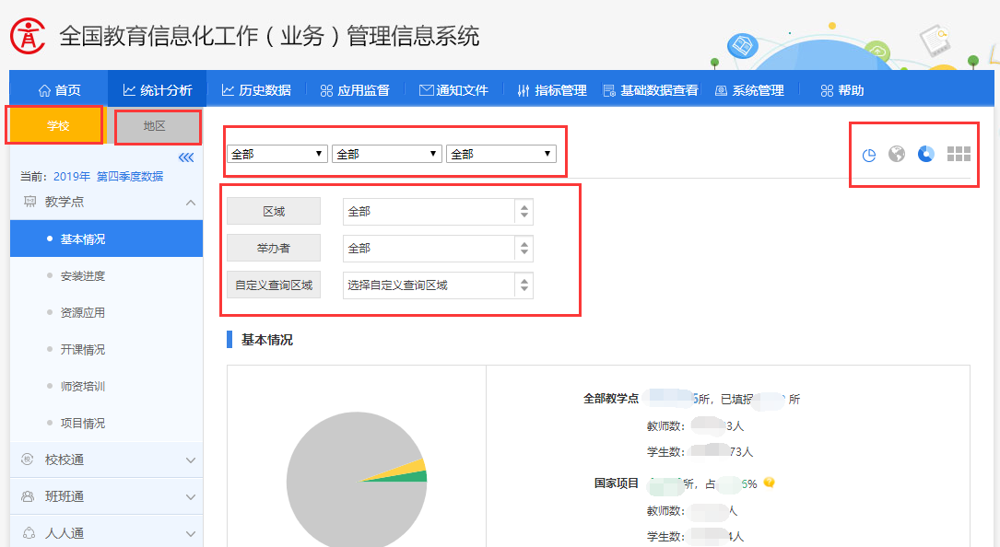 全国教育信息化工作（业务）管理信息系统
首页 统计分析 历史数据 应用监督 通知文件 指标管理 基础数据查看 系统管理 帮助
学校 地区
全部 全部 全部
当前： 2019年 第四季度数据
教学点
基本情况
安装进度
资源应用
开课情况
师资培训
项目情况
校校通
班班通
人人通
区域 全部
举办者 全部
自定义查询区域 选择自定义查询区域
基本情况
全部教学点 所，已填报 所
教师数： 3人
学生数： 73人
国家项目 所，占 6%
教师数： 人
学生数： 4人